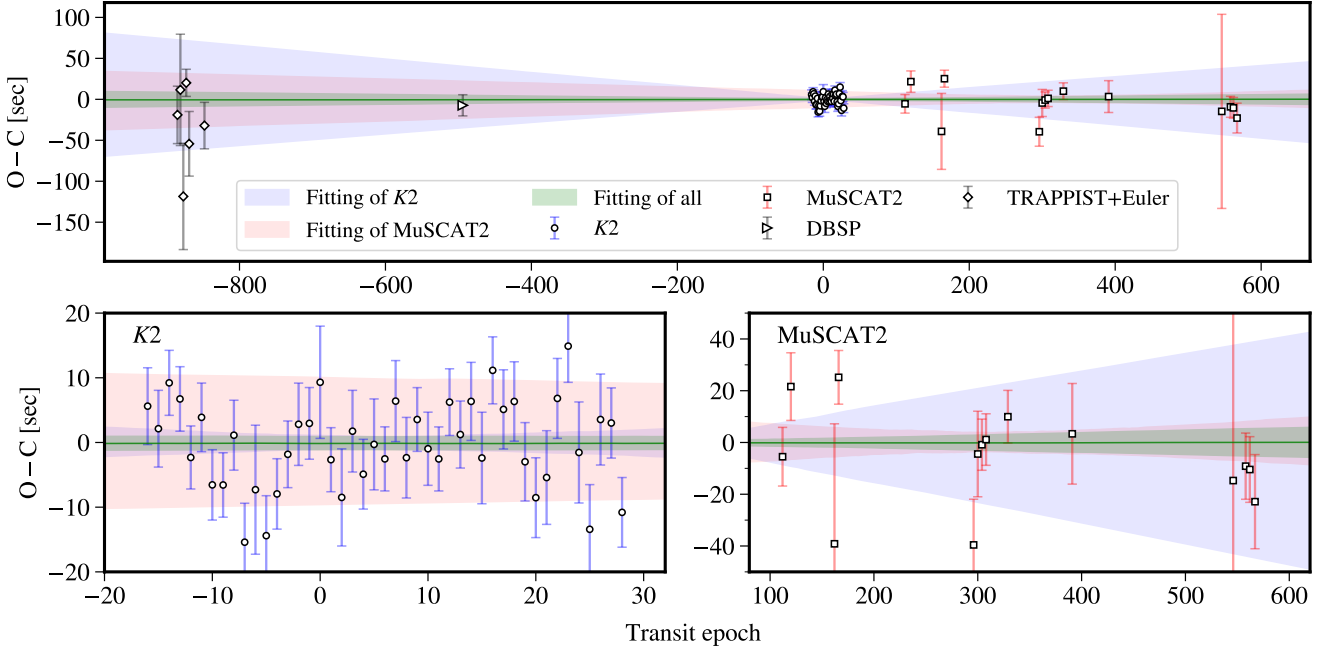 100
50
0
−50
−100
−150
O−C [sec]
Fitting of K2
Fitting of MuSCAT2
Fitting of all
K2
MuSCAT2
DBSP
TRAPPIST+Euler
−800 −600 −400 −200 0 200 400 600
K2
20
10
0
−10
−20
O−C [sec]
−20 −10 0 10 20 30
MuSCAT2
40
20
0
−20
−40
100 200 300 400 500 600
Transit epoch